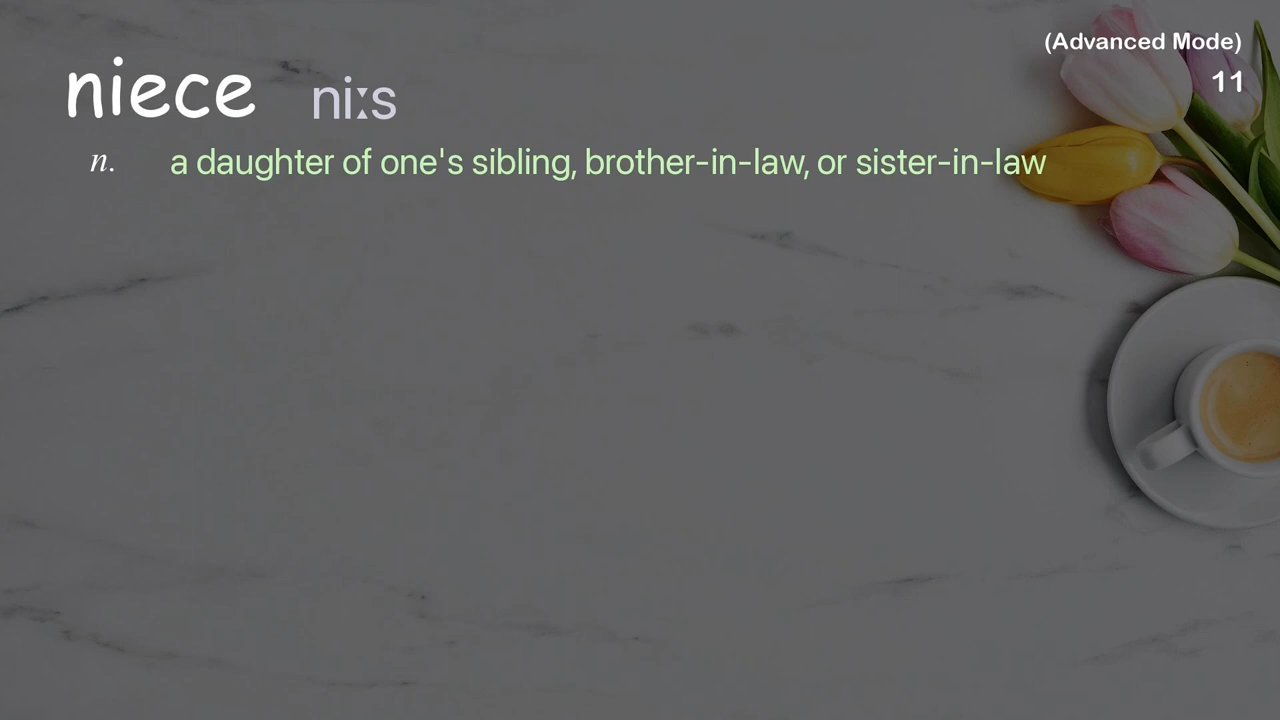 (Advanced Mode)
11
niece niːs
n. a daughter of one's sibling, brother-in-law, or sister-in-law